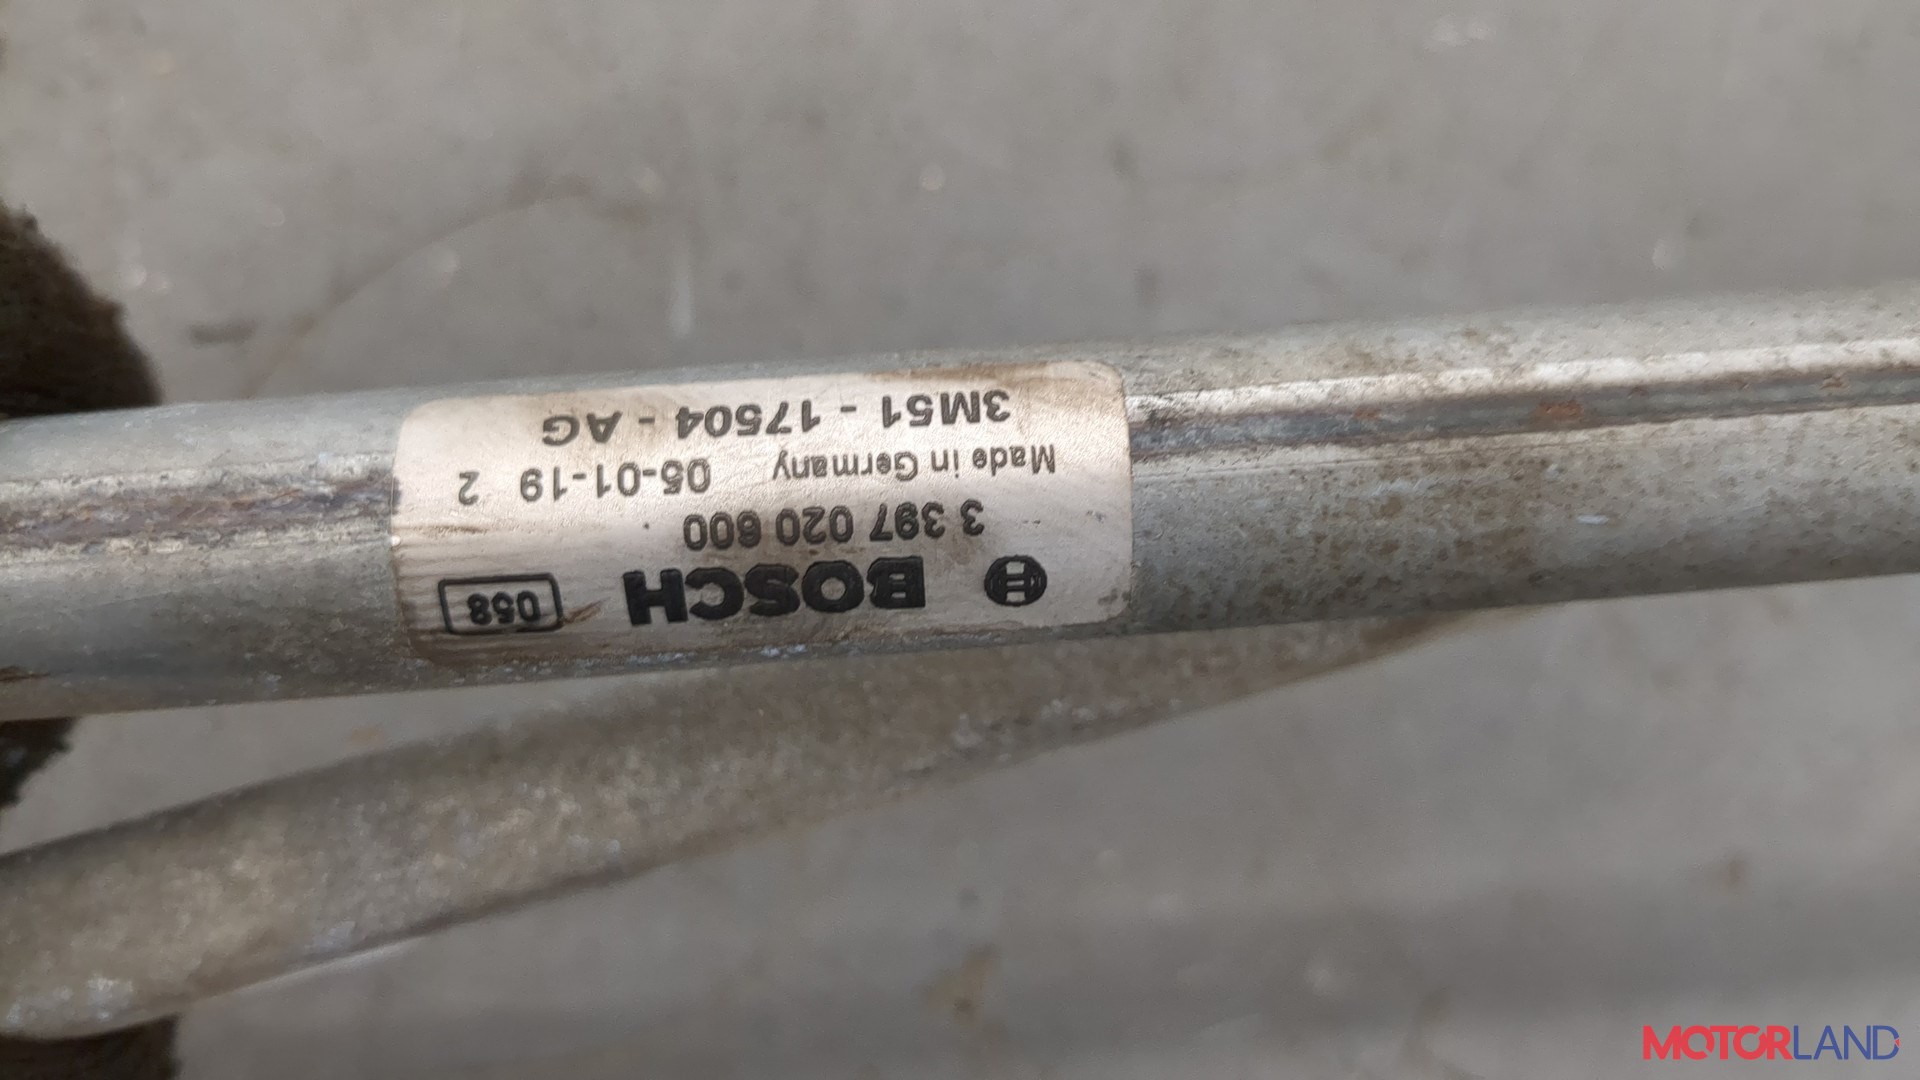 BOSCH 058
3 397 020 600
Made in Germany 05-01-19 2
3M51 - 17504 - AG
MOTORLAND